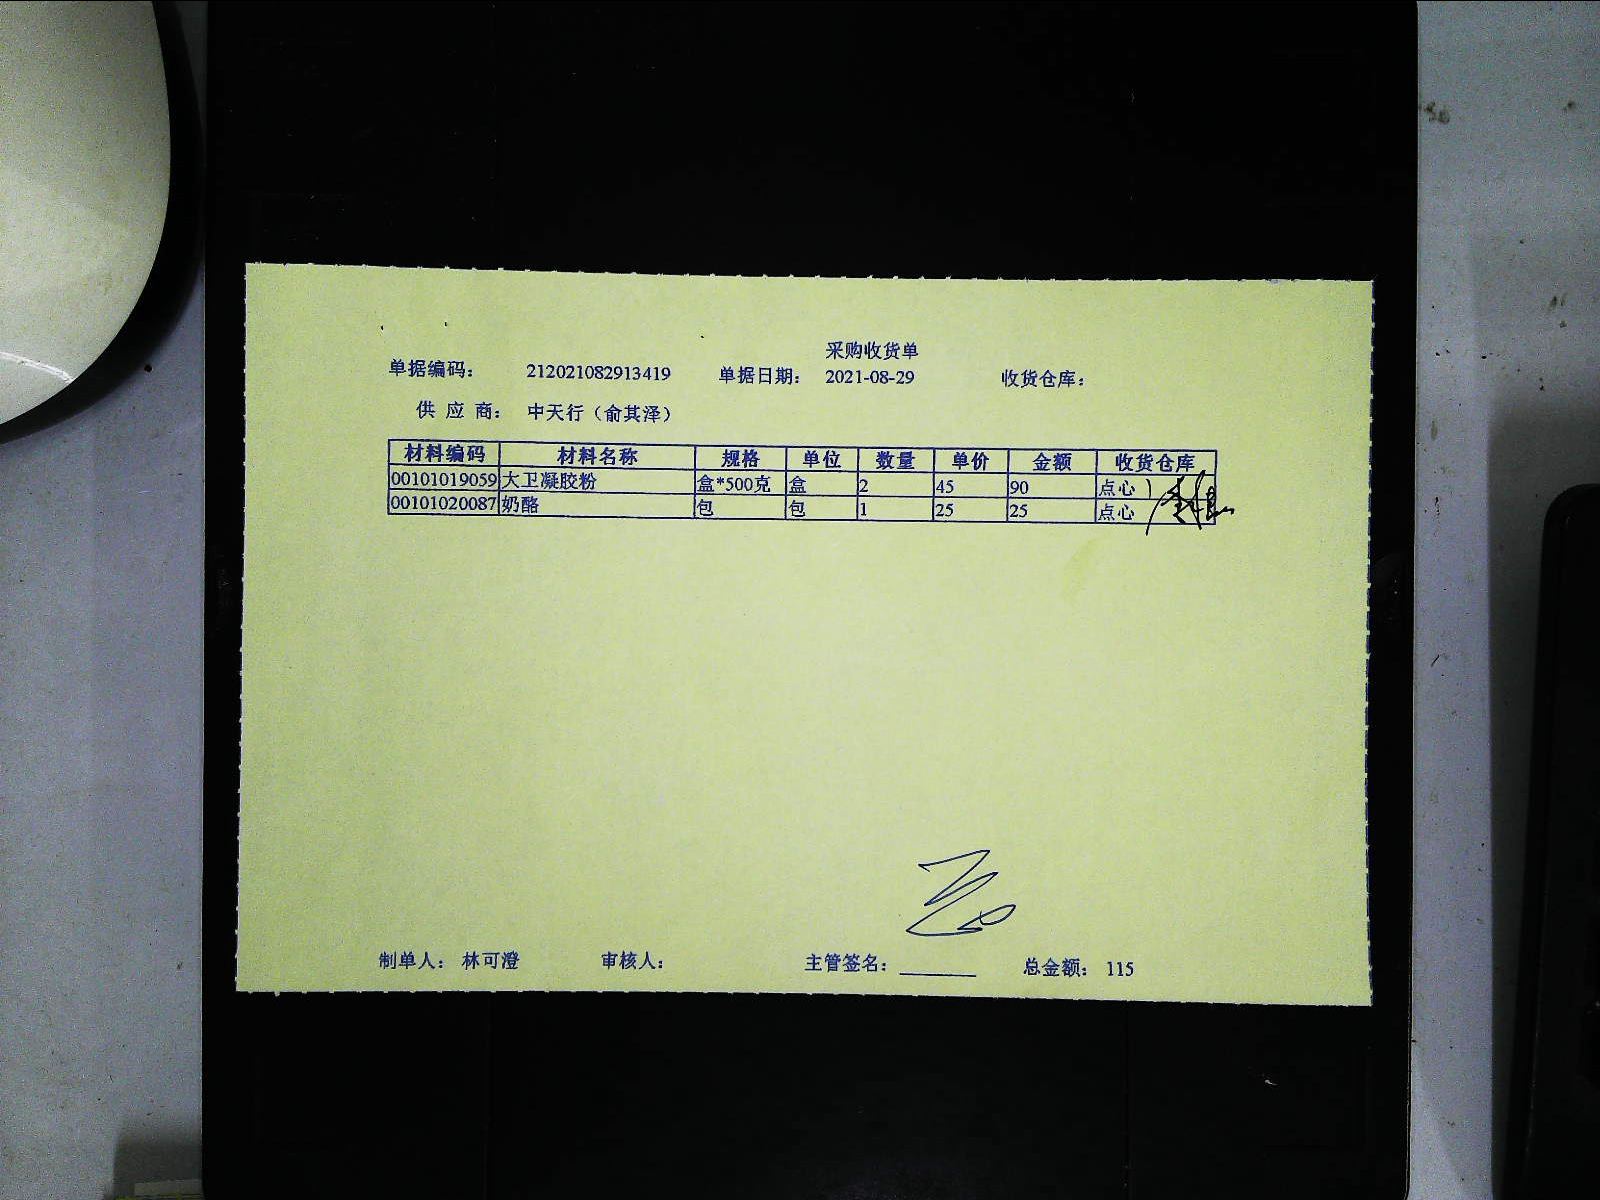 采购收货单
单据编码: 212021082913419 单据日期: 2021-08-29 收货仓库:
供 应 商: 中天行（俞其泽）
材料编码 材料名称 规格 单位 数量 单价 金额 收货仓库
00101019059 大卫凝胶粉 盒*500克 盒 2 45 90 点心
00101020087 奶酪 包 包 1 25 25 点心
制单人: 林可澄 审核人: 主管签名: 总金额: 115